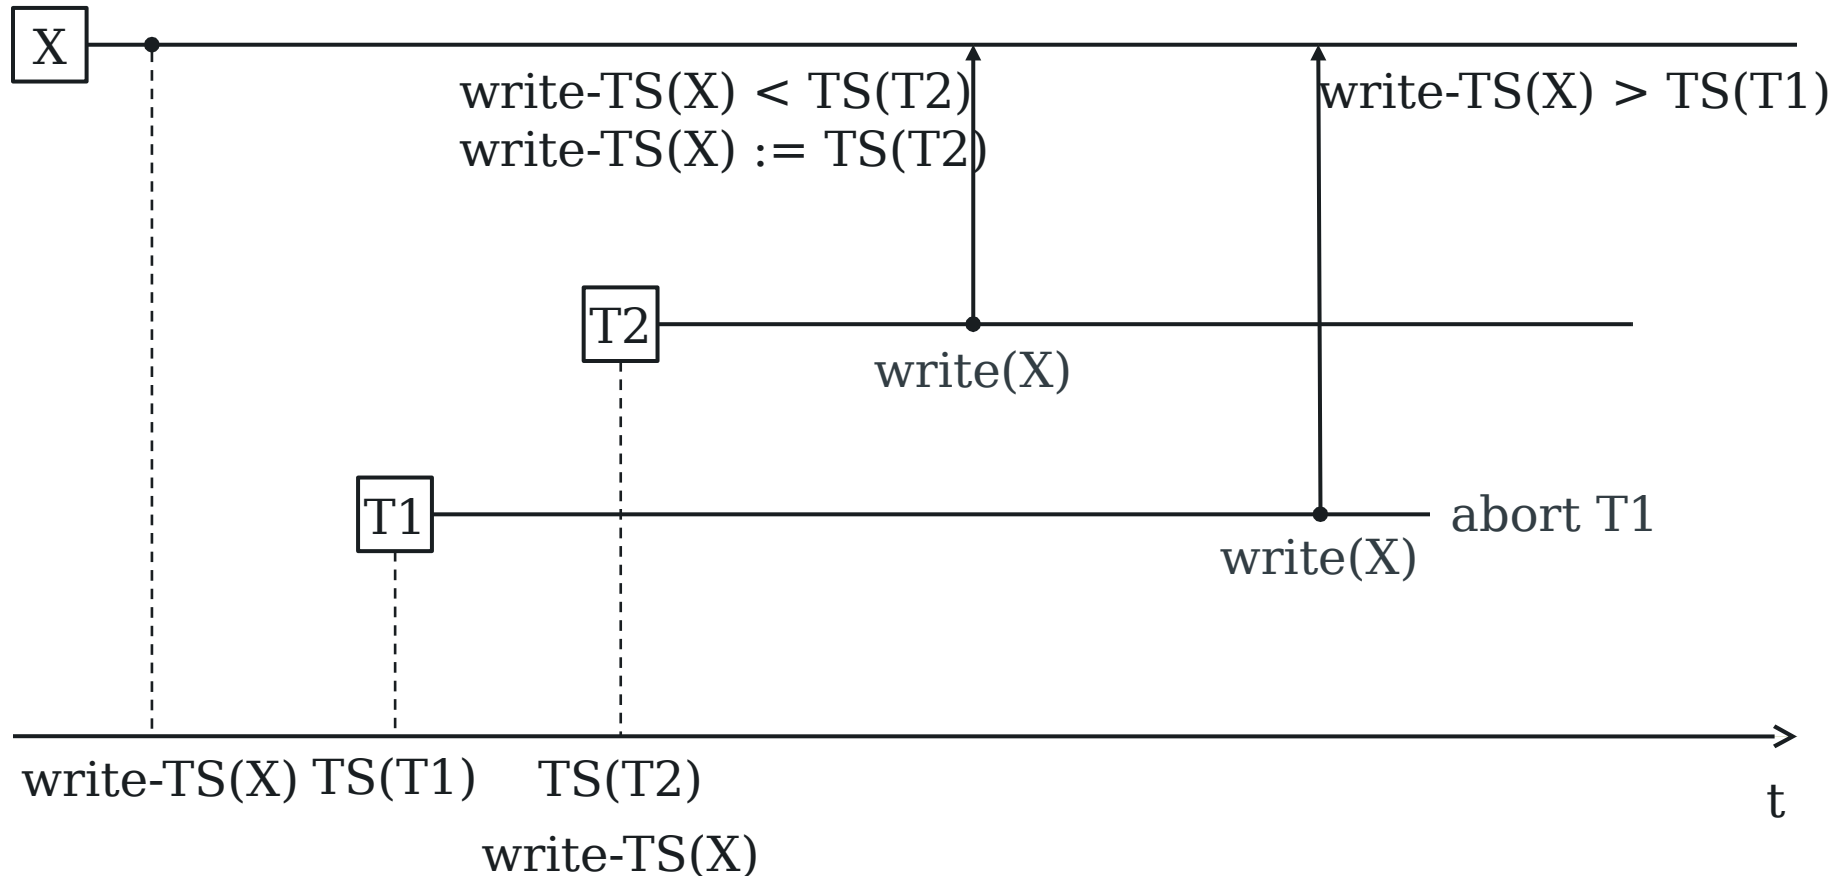 X
write-TS(X) < TS(T2)
write-TS(X) > TS(T1)
write-TS(X) := TS(T2)
T2
write(X)
T1
abort T1
write(X)
write-TS(X)
TS(T1)
TS(T2)
t
write-TS(X)